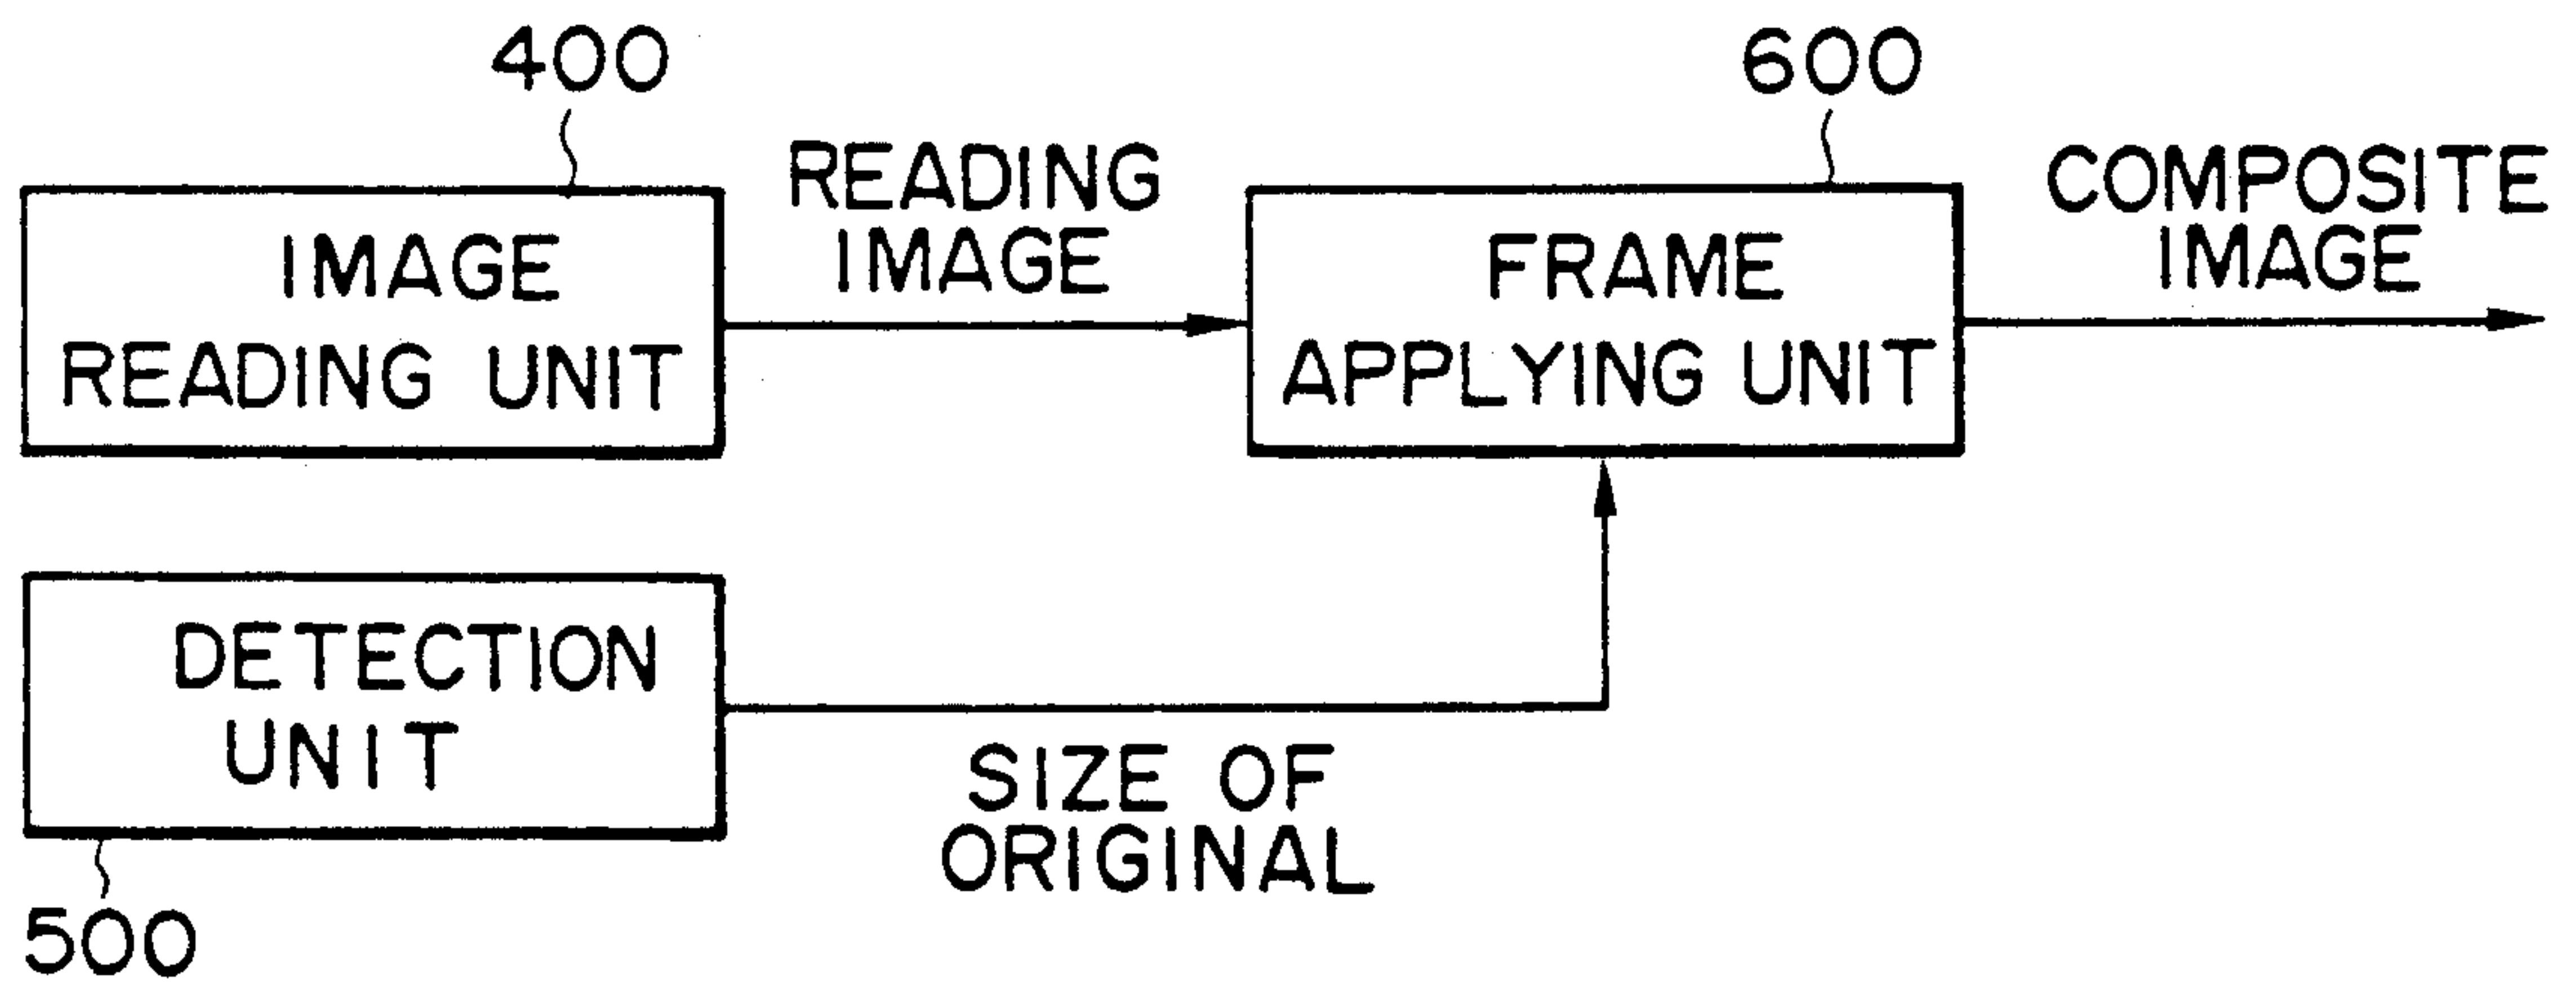 400
600
IMAGE
READING UNIT
READING
IMAGE
FRAME
APPLYING UNIT
COMPOSITE
IMAGE
DETECTION
UNIT
SIZE OF
ORIGINAL
500